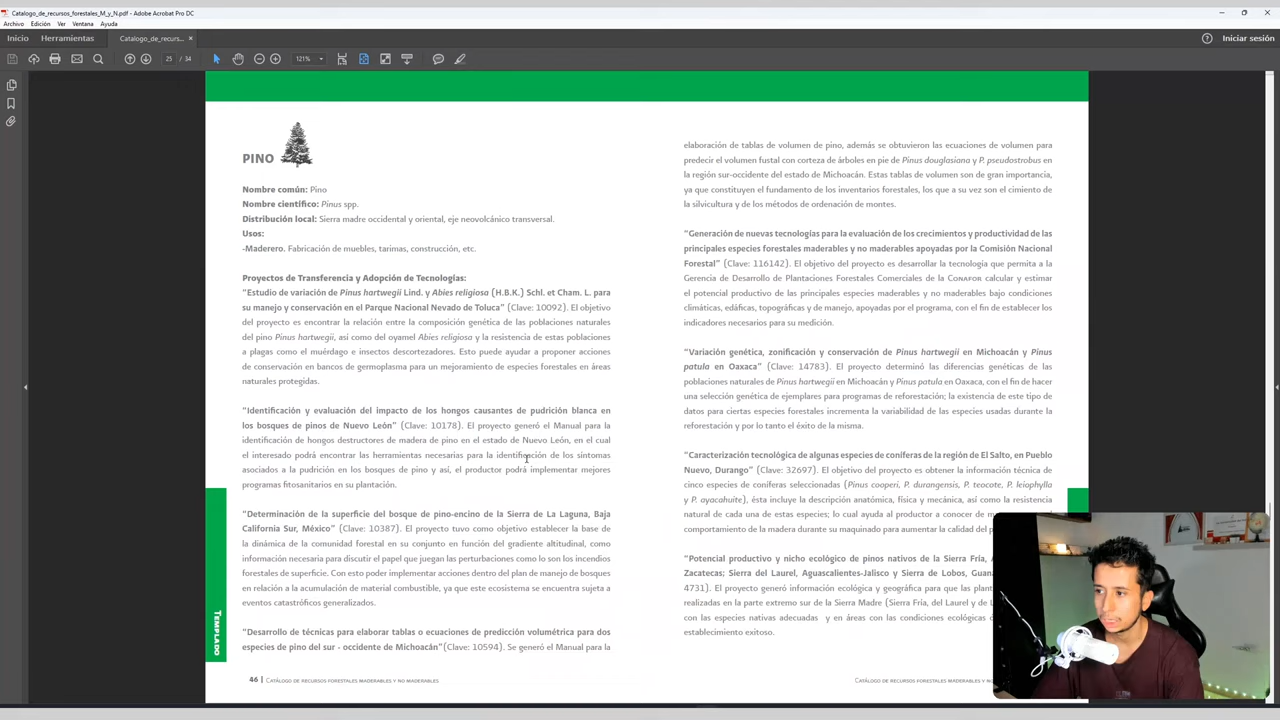 Catalogo_de_recursos_forestales_M_y_N.pdf - Adobe Acrobat Pro DC
Archivo Edición Ver Ventana Ayuda
Inicio Herramientas Catalogo_de_recurs... × Iniciar sesión
25 / 34 121%
PINO
Nombre común: Pino
Nombre científico: Pinus spp.
Distribución local: Sierra madre occidental y oriental, eje neovolcánico transversal.
Usos:
-Maderero. Fabricación de muebles, tarimas, construcción, etc.
Proyectos de Transferencia y Adopción de Tecnologías:
"Estudio de variación de Pinus hartwegii Lind. y Abies religiosa (H.B.K.) Schl. et Cham. L. para
su manejo y conservación en el Parque Nacional Nevado de Toluca" (Clave: 10092). El objetivo
del proyecto es encontrar la relación entre la composición genética de las poblaciones naturales
del pino Pinus hartwegii, así como del oyamel Abies religiosa y la resistencia de estas poblaciones
a plagas como el muérdago e insectos descortezadores. Esto puede ayudar a proponer acciones
de conservación en bancos de germoplasma para un mejoramiento de especies forestales en áreas
naturales protegidas.
"Identificación y evaluación del impacto de los hongos causantes de pudrición blanca en
los bosques de pinos de Nuevo León" (Clave: 10178). El proyecto generó el Manual para la
identificación de hongos destructores de madera de pino en el estado de Nuevo León, en el cual
el interesado podrá encontrar las herramientas necesarias para la identificación de los síntomas
asociados a la pudrición en los bosques de pino y así, el productor podrá implementar mejores
programas fitosanitarios en su plantación.
"Determinación de la superficie del bosque de pino-encino de la Sierra de La Laguna, Baja
California Sur, México" (Clave: 10387). El proyecto tuvo como objetivo establecer la base de
la dinámica de la comunidad forestal en su conjunto en función del gradiente altitudinal, como
información necesaria para discutir el papel que juegan las perturbaciones como lo son los incendios
forestales de superficie. Con esto poder implementar acciones dentro del plan de manejo de bosques
en relación a la acumulación de material combustible, ya que este ecosistema se encuentra sujeta a
eventos catastróficos generalizados.
"Desarrollo de técnicas para elaborar tablas o ecuaciones de predicción volumétrica para dos
especies de pino del sur - occidente de Michoacán"(Clave: 10594). Se generó el Manual para la
46 | Catálogo de recursos forestales maderables y no maderables
Templado
elaboración de tablas de volumen de pino, además se obtuvieron las ecuaciones de volumen para
predecir el volumen fustal con corteza de árboles en pie de Pinus douglasiana y P. pseudostrobus en
la región sur-occidente del estado de Michoacán. Estas tablas de volumen son de gran importancia,
ya que constituyen el fundamento de los inventarios forestales, los que a su vez son el cimiento de
la silvicultura y de los métodos de ordenación de montes.
"Generación de nuevas tecnologías para la evaluación de los crecimientos y productividad de las
principales especies forestales maderables y no maderables apoyadas por la Comisión Nacional
Forestal" (Clave: 116142). El objetivo del proyecto es desarrollar la tecnología que permita a la
Gerencia de Desarrollo de Plantaciones Forestales Comerciales de la Conafor calcular y estimar
el potencial productivo de las principales especies maderables y no maderables bajo condiciones
climáticas, edáficas, topográficas y de manejo, apoyadas por el programa, con el fin de establecer los
indicadores necesarios para su medición.
"Variación genética, zonificación y conservación de Pinus hartwegii en Michoacán y Pinus
patula en Oaxaca" (Clave: 14783). El proyecto determinó las diferencias genéticas de las
poblaciones naturales de Pinus hartwegii en Michoacán y Pinus patula en Oaxaca, con el fin de hacer
una selección genética de ejemplares para programas de reforestación; la existencia de este tipo de
datos para ciertas especies forestales incrementa la variabilidad de las especies usadas durante la
reforestación y por lo tanto el éxito de la misma.
"Caracterización tecnológica de algunas especies de coníferas de la región de El Salto, en Pueblo
Nuevo, Durango" (Clave: 32697). El objetivo del proyecto es obtener la información técnica de
cinco especies de coníferas seleccionadas (Pinus cooperi, P. durangensis, P. teocote, P. leiophylla
y P. ayacahuite), ésta incluye la descripción anatómica, física y mecánica, así como la resistencia
natural de cada una de estas especies; lo cual ayuda al productor a conocer de m
comportamiento de la madera durante su maquinado para aumentar la calidad del p
"Potencial productivo y nicho ecológico de pinos nativos de la Sierra Fría, A
Zacatecas; Sierra del Laurel, Aguascalientes-Jalisco y Sierra de Lobos, Guan
4731). El proyecto generó información ecológica y geográfica para que las plant
realizadas en la parte extremo sur de la Sierra Madre (Sierra Fría, del Laurel y de L
con las especies nativas adecuadas y en áreas con las condiciones ecológicas
establecimiento exitoso.
Catálogo de recursos forestales maderables y n